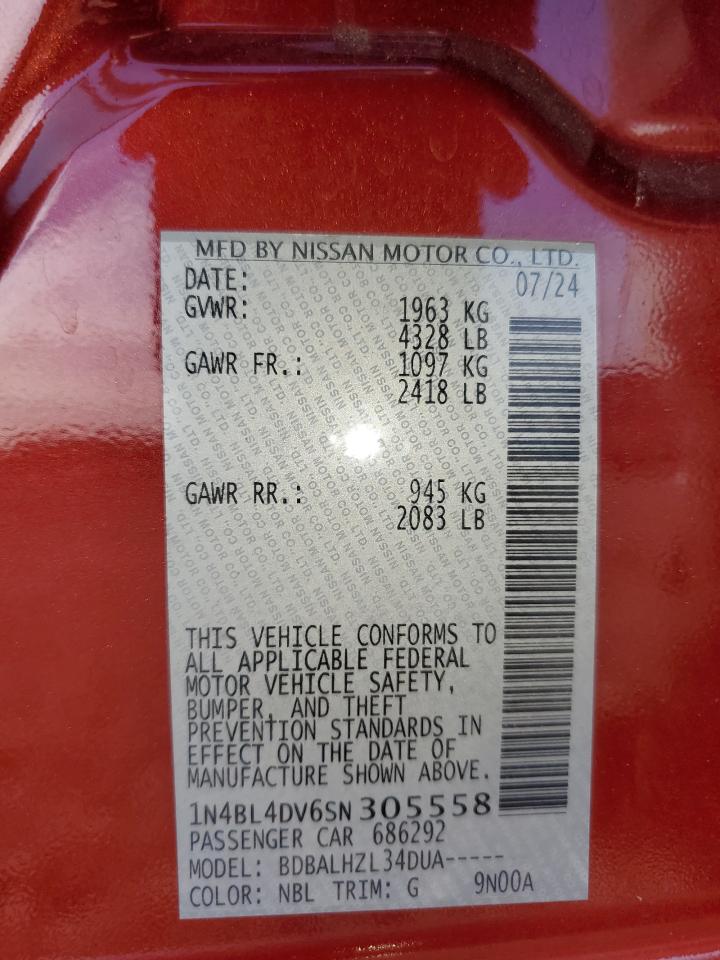 MFD BY NISSAN MOTOR CO., LTD.
DATE: 07/24
GVWR: 1963 KG
4328 LB
GAWR FR.: 1097 KG
2418 LB
GAWR RR.: 945 KG
2083 LB
THIS VEHICLE CONFORMS TO
ALL APPLICABLE FEDERAL
MOTOR VEHICLE SAFETY,
BUMPER, AND THEFT
PREVENTION STANDARDS IN
EFFECT ON THE DATE OF
MANUFACTURE SHOWN ABOVE.
1N4BL4DV6SN305558
PASSENGER CAR 686292
MODEL: BDBALHZL34DUA-----
COLOR: NBL TRIM: G 9N00A